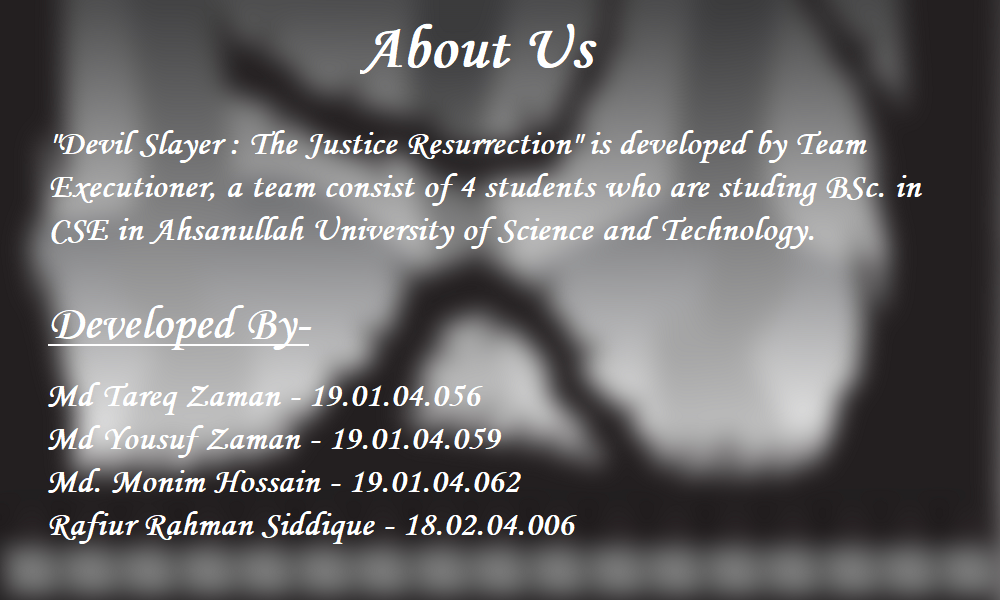 About Us
"Devil Slayer : The Justice Resurrection" is developed by Team
Executioner, a team consist of 4 students who are studing BSc. in
CSE in Ahsanullah University of Science and Technology.
Developed By-
Md Tareq Zaman - 19.01.04.056
Md Yousuf Zaman - 19.01.04.059
Md. Monim Hossain - 19.01.04.062
Rafiur Rahman Siddique - 18.02.04.006